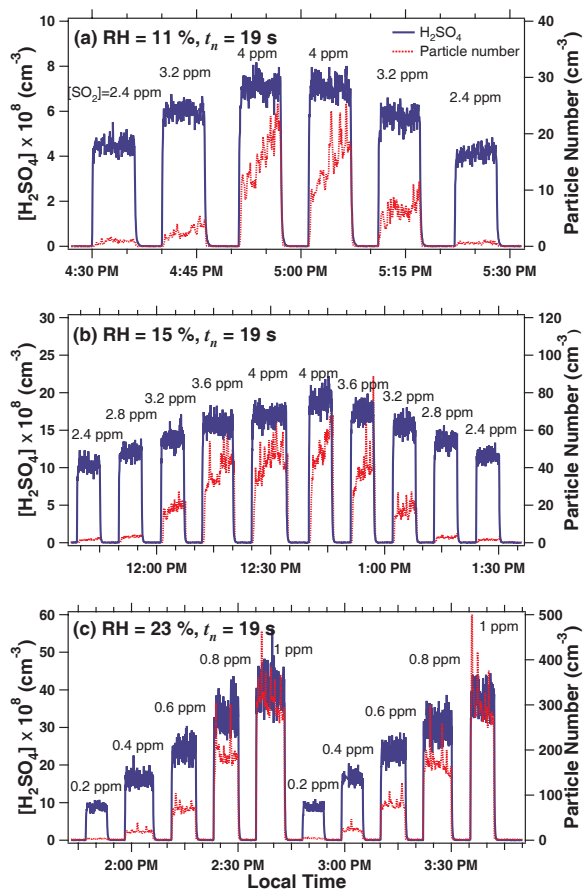 (a) RH = 11 %, tn = 19 s
H2SO4
Particle number
[SO2]=2.4 ppm
3.2 ppm
4 ppm
4 ppm
3.2 ppm
2.4 ppm
[H2SO4] x 10^8 (cm^-3)
10
8
6
4
2
0
Particle Number (cm^-3)
40
30
20
10
0
4:30 PM
4:45 PM
5:00 PM
5:15 PM
5:30 PM
(b) RH = 15 %, tn = 19 s
2.4 ppm
2.8 ppm
3.2 ppm
3.6 ppm
4 ppm
4 ppm
3.6 ppm
3.2 ppm
2.8 ppm
2.4 ppm
[H2SO4] x 10^8 (cm^-3)
30
25
20
15
10
5
0
Particle Number (cm^-3)
120
100
80
60
40
20
0
12:00 PM
12:30 PM
1:00 PM
1:30 PM
(c) RH = 23 %, tn = 19 s
0.2 ppm
0.4 ppm
0.6 ppm
0.8 ppm
1 ppm
0.2 ppm
0.4 ppm
0.6 ppm
0.8 ppm
1 ppm
[H2SO4] x 10^8 (cm^-3)
60
50
40
30
20
10
0
Particle Number (cm^-3)
500
400
300
200
100
0
2:00 PM
2:30 PM
3:00 PM
3:30 PM
Local Time